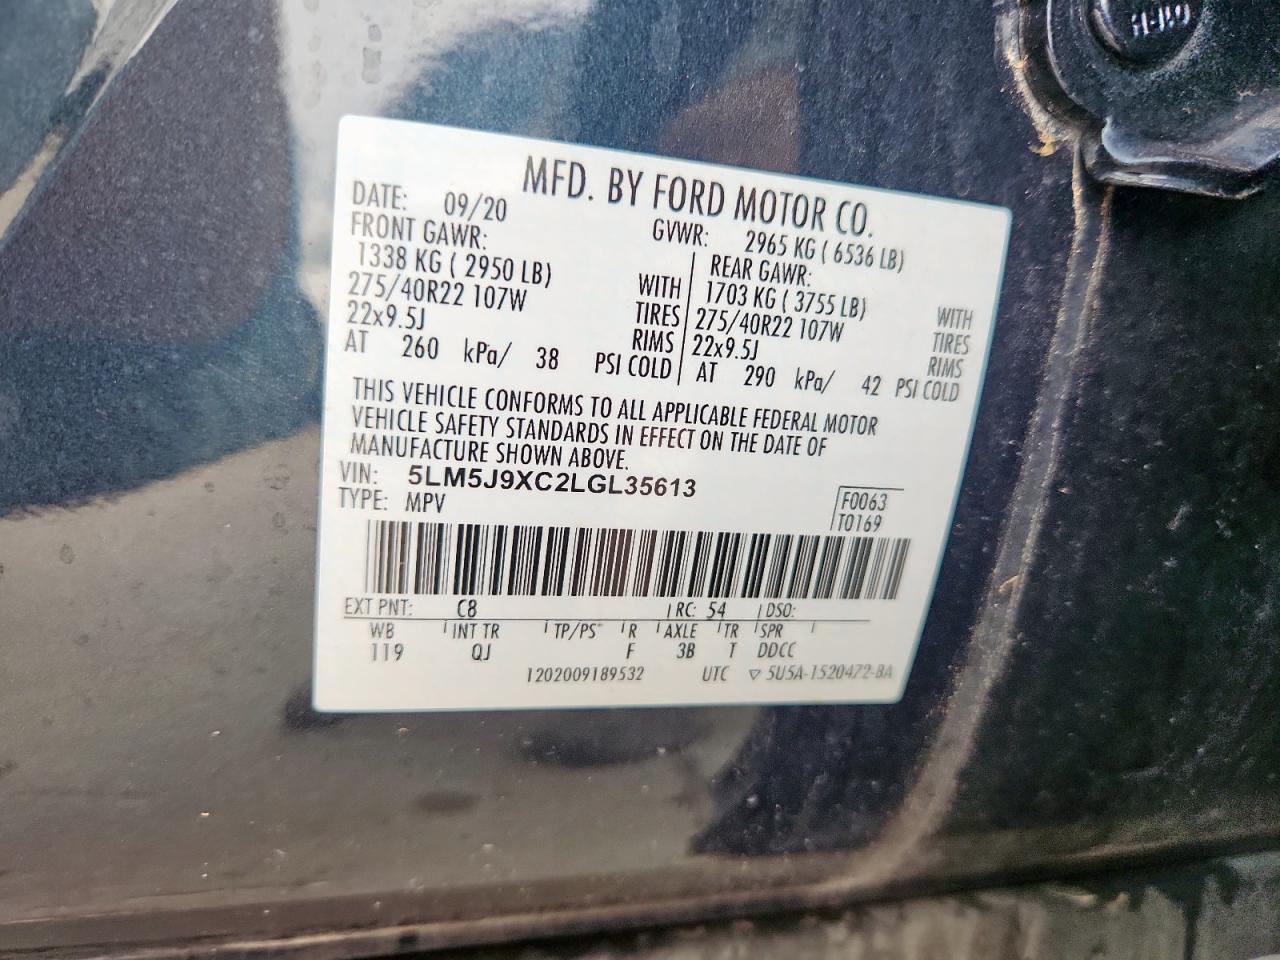 MFD. BY FORD MOTOR CO.
DATE: 09/20 GVWR: 2965 KG ( 6536 LB)
FRONT GAWR: REAR GAWR:
1338 KG ( 2950 LB) WITH 1703 KG ( 3755 LB) WITH
275/40R22 107W TIRES 275/40R22 107W TIRES
22x9.5J RIMS 22x9.5J RIMS
AT 260 kPa/ 38 PSI COLD AT 290 kPa/ 42 PSI COLD
THIS VEHICLE CONFORMS TO ALL APPLICABLE FEDERAL MOTOR
VEHICLE SAFETY STANDARDS IN EFFECT ON THE DATE OF
MANUFACTURE SHOWN ABOVE.
VIN: 5LM5J9XC2LGL35613
TYPE: MPV
F0063
T0169
EXT PNT: C8 RC: 54 DSO:
WB INT TR TP/PS R AXLE TR SPR
119 QJ F 3B T DDCC
1202009189532 UTC ▽ 5U5A-1520472-BA